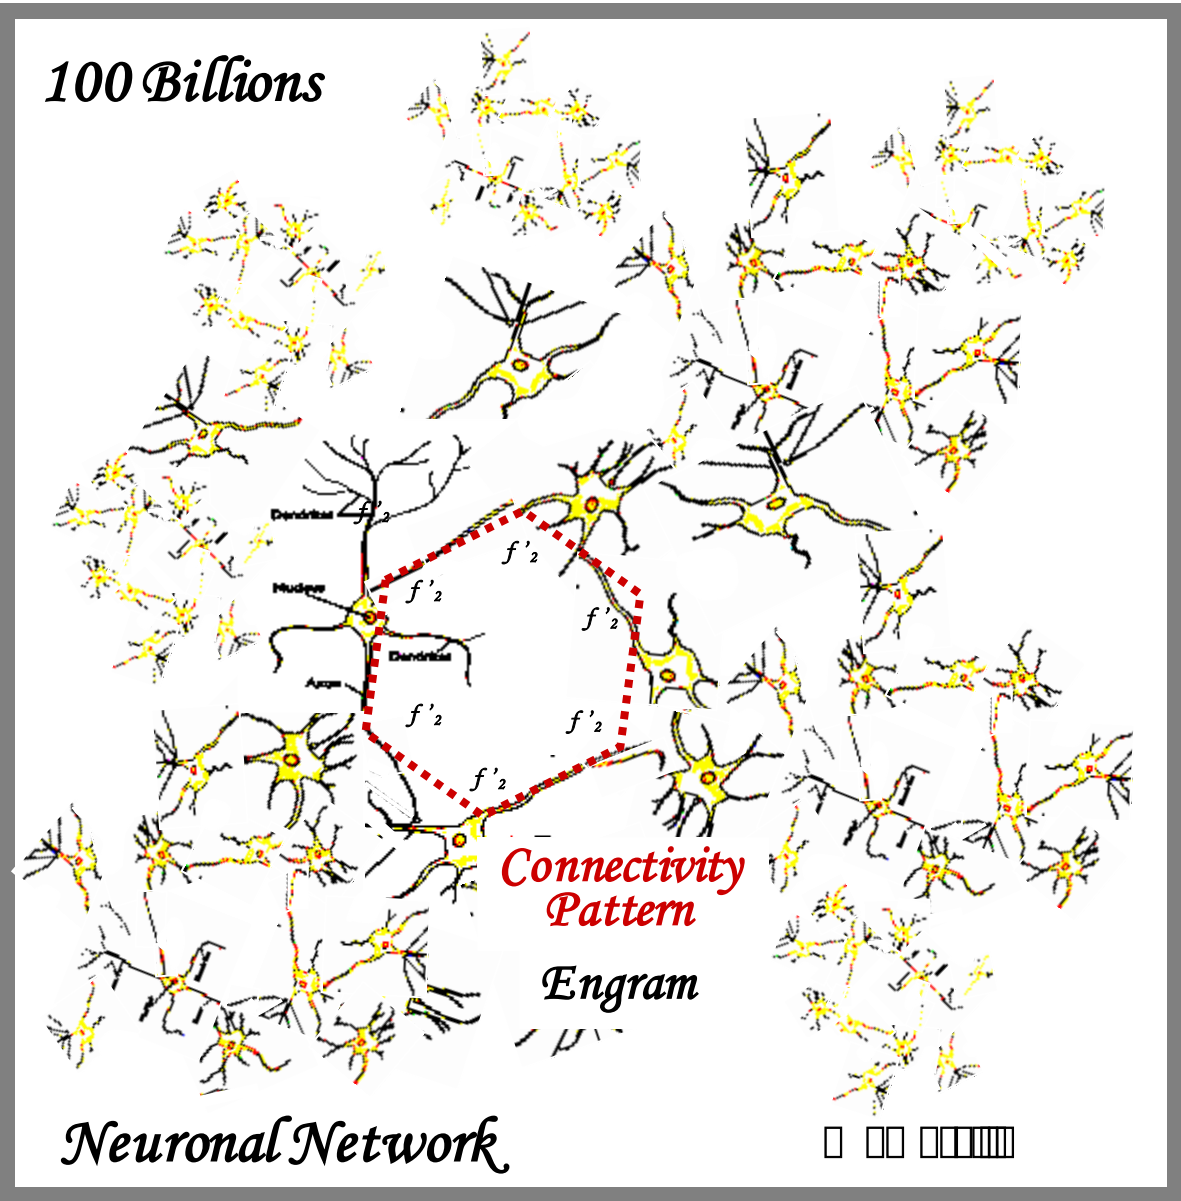 100 Billions
Dendrites
f ’₂
f ’₂
f ’₂
Nucleus
f ’₂
Dendrites
Axon
f ’₂
f ’₂
f ’₂
Connectivity
Pattern
Engram
Neuronal Network